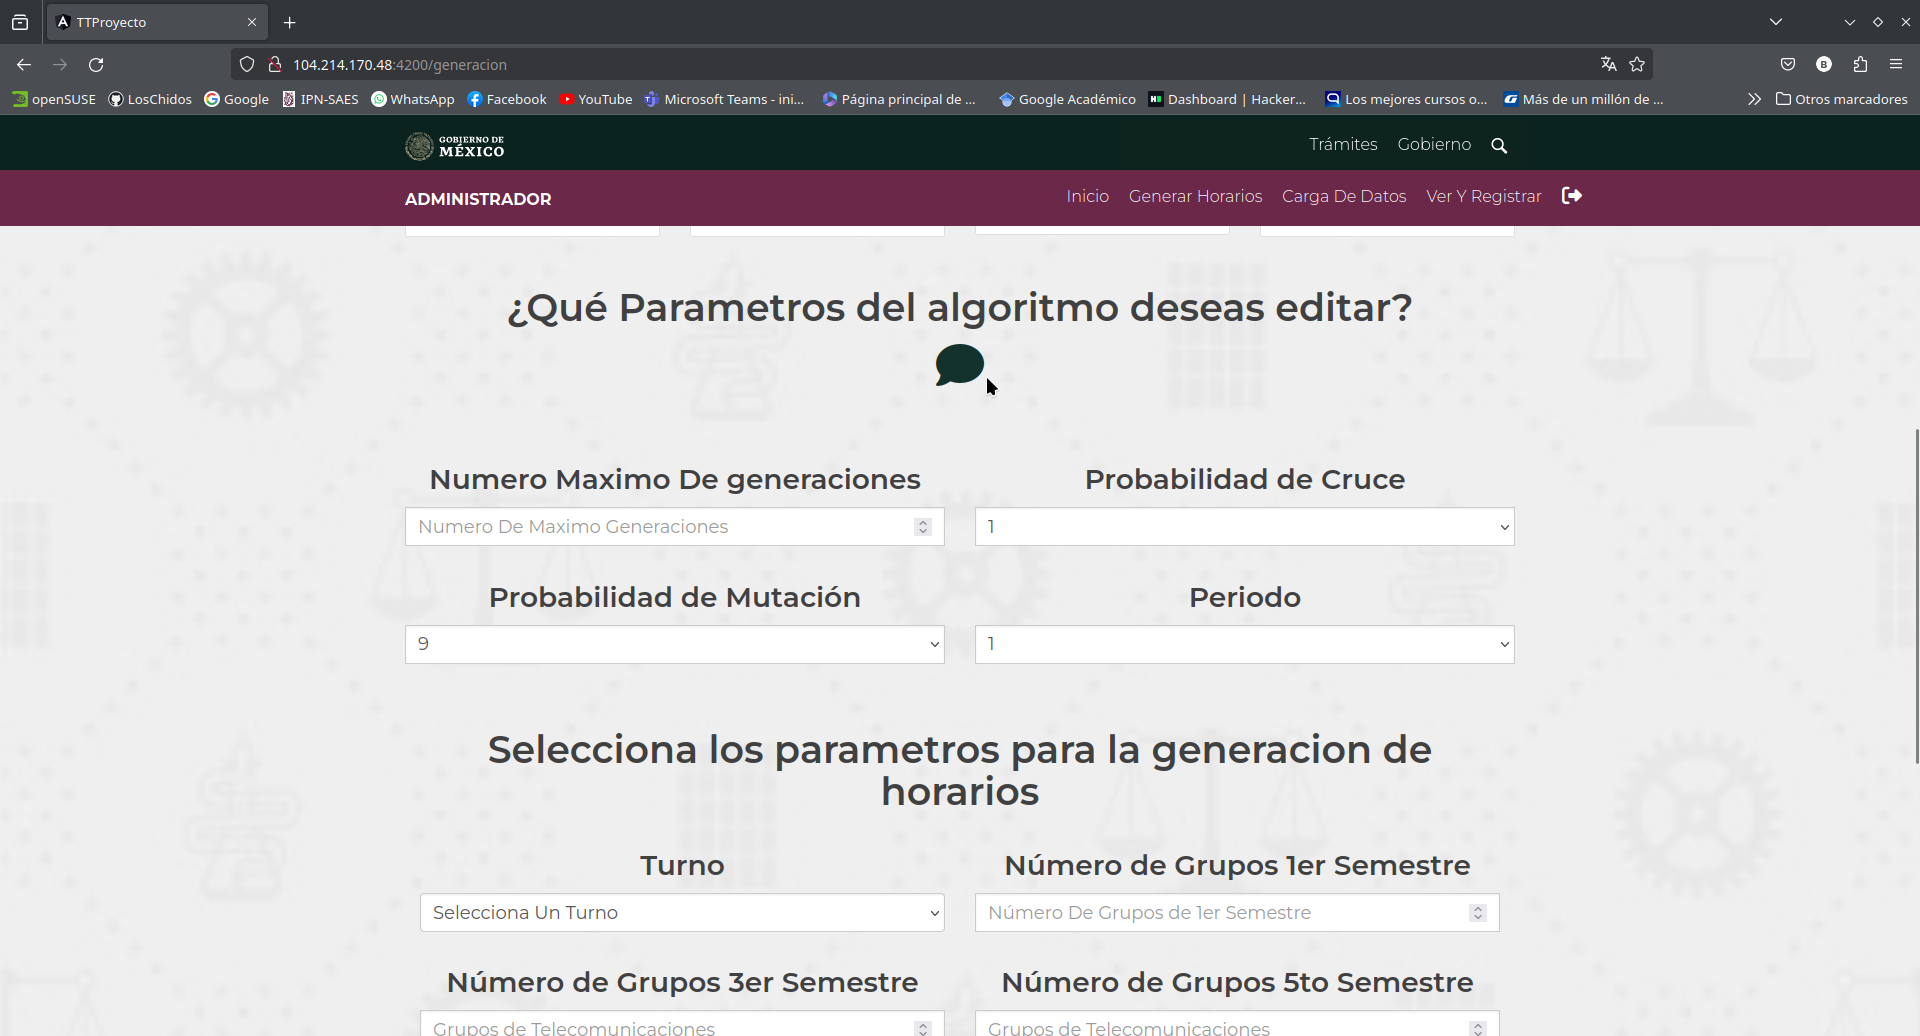 TTProyecto
104.214.170.48:4200/generacion
openSUSE LosChidos Google IPN-SAES WhatsApp Facebook YouTube Microsoft Teams - ini... Página principal de ... Google Académico Dashboard | Hacker... Los mejores cursos o... Más de un millón de ... Otros marcadores
GOBIERNO DE
MÉXICO
Trámites Gobierno
ADMINISTRADOR
Inicio Generar Horarios Carga De Datos Ver Y Registrar
¿Qué Parametros del algoritmo deseas editar?
Numero Maximo De generaciones Probabilidad de Cruce
Numero De Maximo Generaciones 1
Probabilidad de Mutación Periodo
9 1
Selecciona los parametros para la generacion de
horarios
Turno Número de Grupos 1er Semestre
Selecciona Un Turno Número De Grupos de 1er Semestre
Número de Grupos 3er Semestre Número de Grupos 5to Semestre
Grupos de Telecomunicaciones Grupos de Telecomunicaciones